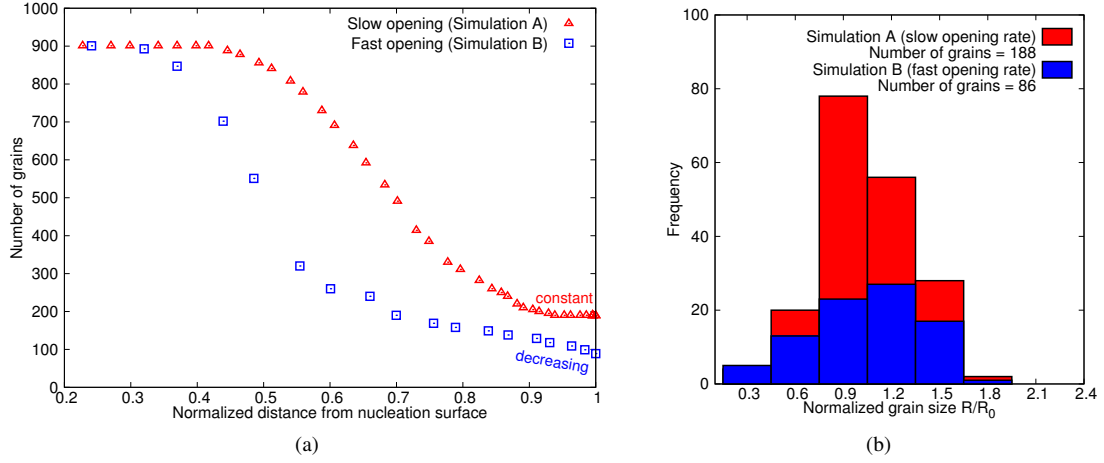 Slow opening (Simulation A)
Fast opening (Simulation B)
Number of grains
1000
900
800
700
600
500
400
300
200
100
0
constant
decreasing
0.2 0.3 0.4 0.5 0.6 0.7 0.8 0.9 1
Normalized distance from nucleation surface
(a)
Simulation A (slow opening rate)
Number of grains = 188
Simulation B (fast opening rate)
Number of grains = 86
Frequency
100
80
60
40
20
0
0.3 0.6 0.9 1.2 1.5 1.8 2.1 2.4
Normalized grain size R/R0
(b)